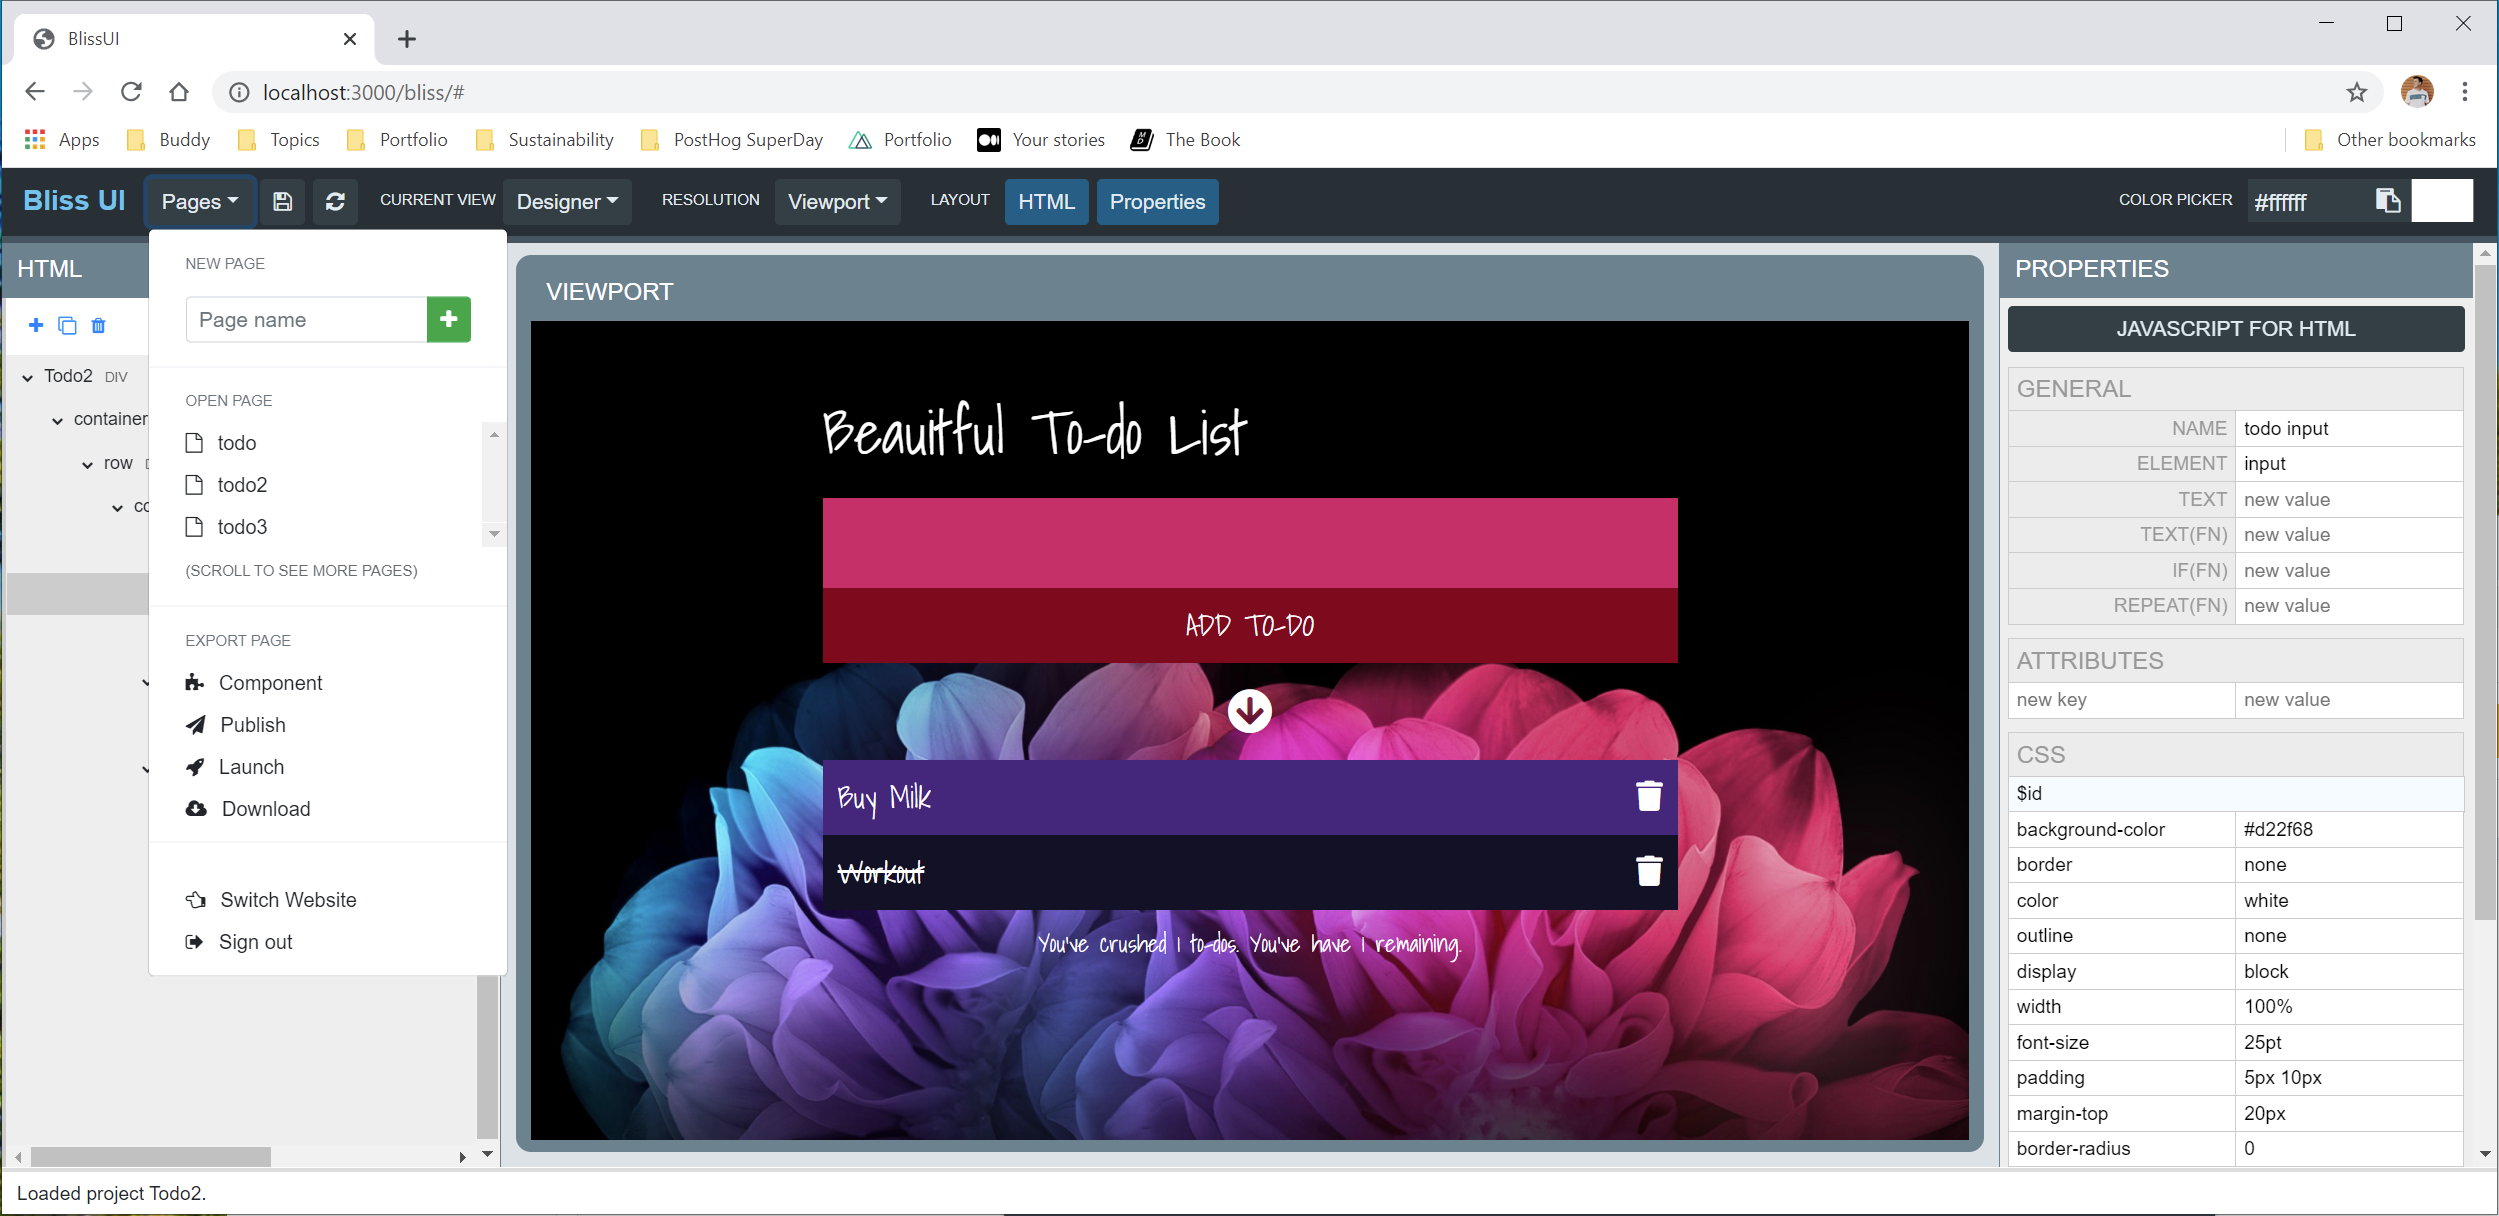 BlissUI
localhost:3000/bliss/#
Apps Buddy Topics Portfolio Sustainability PostHog SuperDay Portfolio Your stories The Book Other bookmarks
Bliss UI Pages CURRENT VIEW Designer RESOLUTION Viewport LAYOUT HTML Properties COLOR PICKER #ffffff
HTML
Todo2 DIV
container
row
NEW PAGE
Page name
OPEN PAGE
todo
todo2
todo3
(SCROLL TO SEE MORE PAGES)
EXPORT PAGE
Component
Publish
Launch
Download
Switch Website
Sign out
VIEWPORT
Beauitful To-do List
ADD TO-DO
Buy Milk
Workout
You've crushed 1 to-dos. You've have 1 remaining.
PROPERTIES
JAVASCRIPT FOR HTML
GENERAL
NAME todo input
ELEMENT input
TEXT new value
TEXT(FN) new value
IF(FN) new value
REPEAT(FN) new value
ATTRIBUTES
new key new value
CSS
$id
background-color #d22f68
border none
color white
outline none
display block
width 100%
font-size 25pt
padding 5px 10px
margin-top 20px
border-radius 0
Loaded project Todo2.